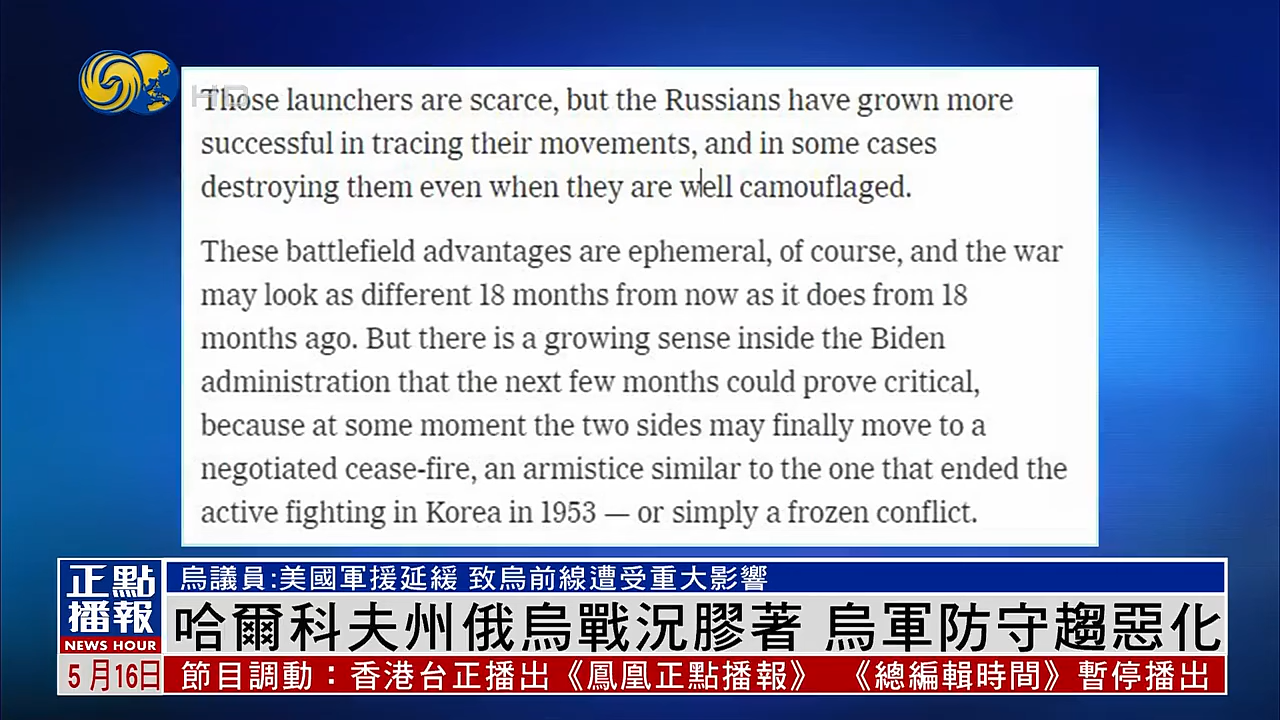 HD
Those launchers are scarce, but the Russians have grown more
successful in tracing their movements, and in some cases
destroying them even when they are well camouflaged.
These battlefield advantages are ephemeral, of course, and the war
may look as different 18 months from now as it does from 18
months ago. But there is a growing sense inside the Biden
administration that the next few months could prove critical,
because at some moment the two sides may finally move to a
negotiated cease-fire, an armistice similar to the one that ended the
active fighting in Korea in 1953 — or simply a frozen conflict.
正點
播報
NEWS HOUR
烏議員:美國軍援延緩 致烏前線遭受重大影響
哈爾科夫州俄烏戰況膠著 烏軍防守趨惡化
5月16日
節目調動：香港台正播出《鳳凰正點播報》 《總編輯時間》暫停播出